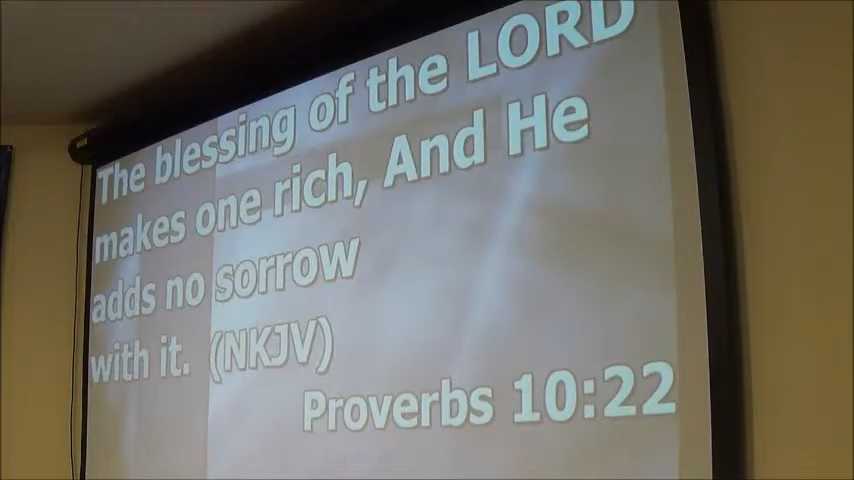 The blessing of the LORD
makes one rich, And He
adds no sorrow
with it. (NKJV)
Proverbs 10:22